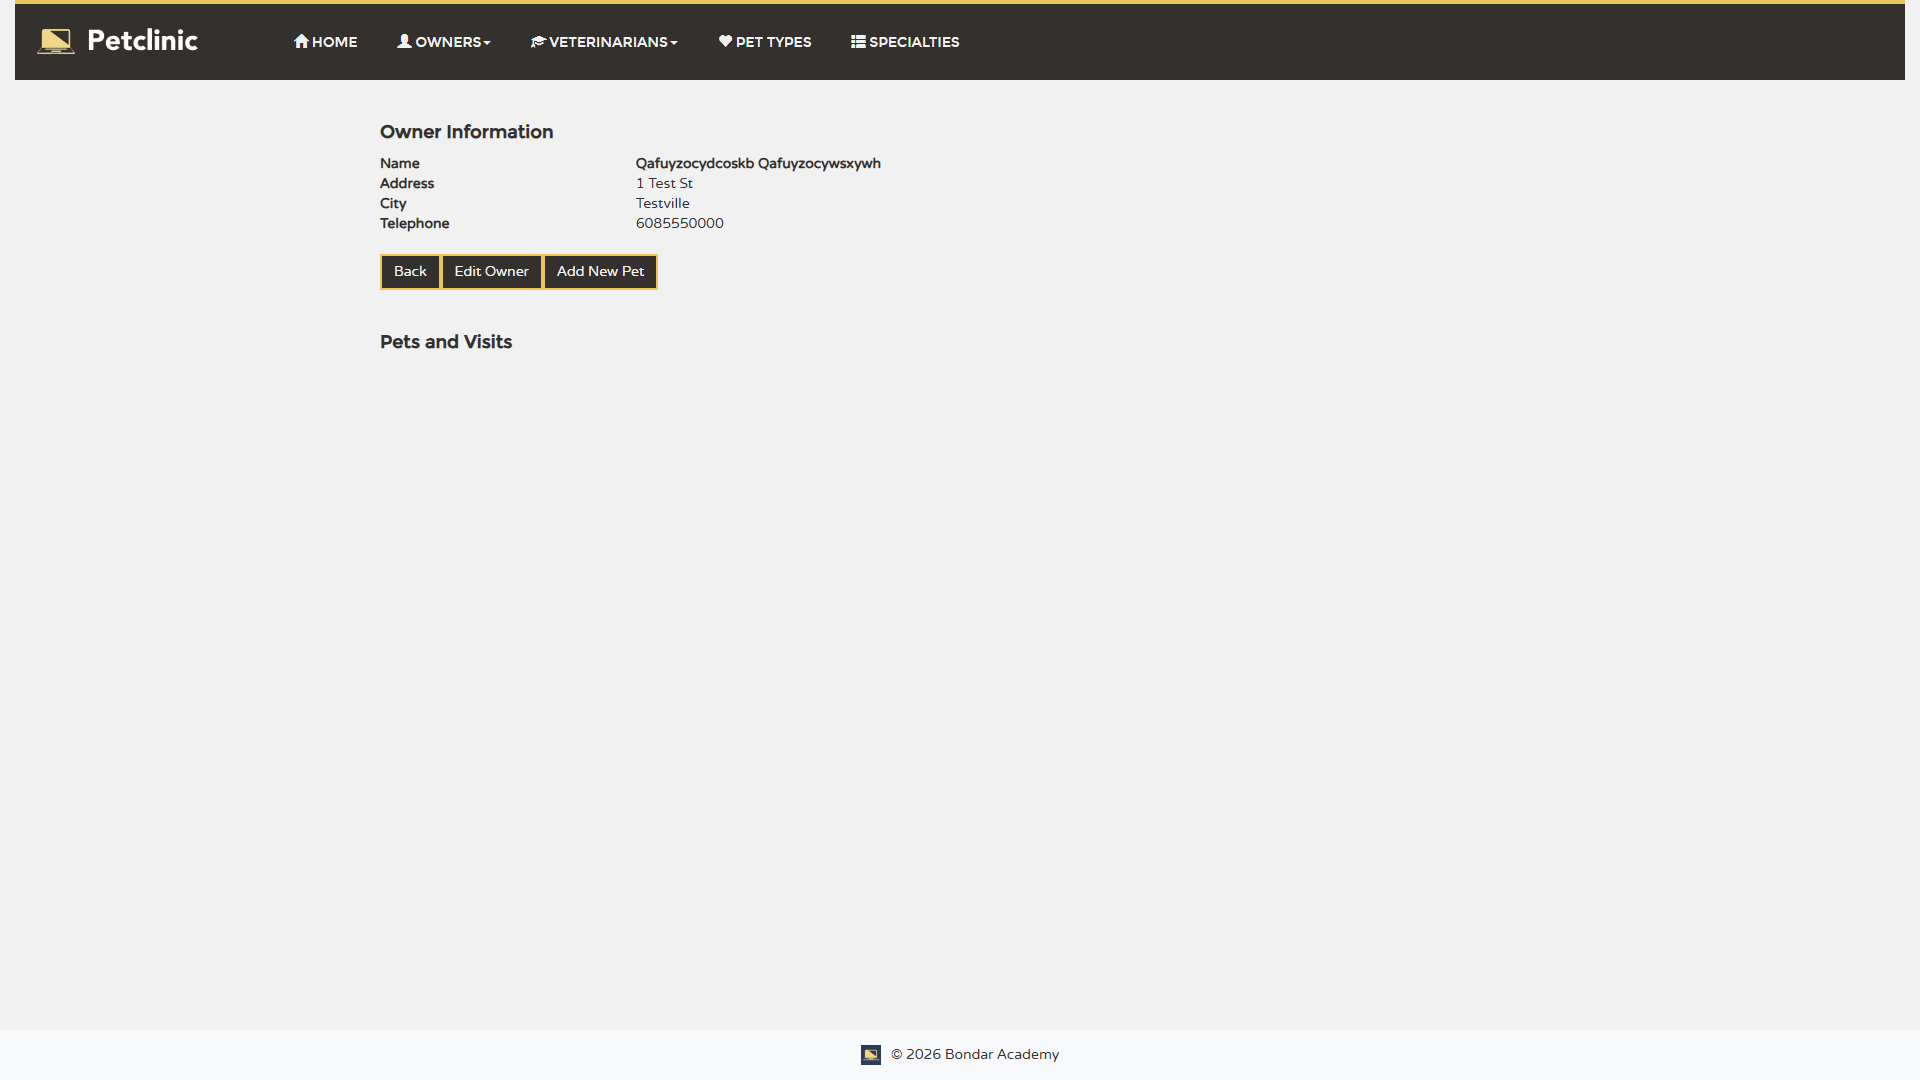 Petclinic
HOME OWNERS VETERINARIANS PET TYPES SPECIALTIES
Owner Information
Name Qafuyzocydcoskb Qafuyzocywsxywh
Address 1 Test St
City Testville
Telephone 6085550000
Back Edit Owner Add New Pet
Pets and Visits
© 2026 Bondar Academy